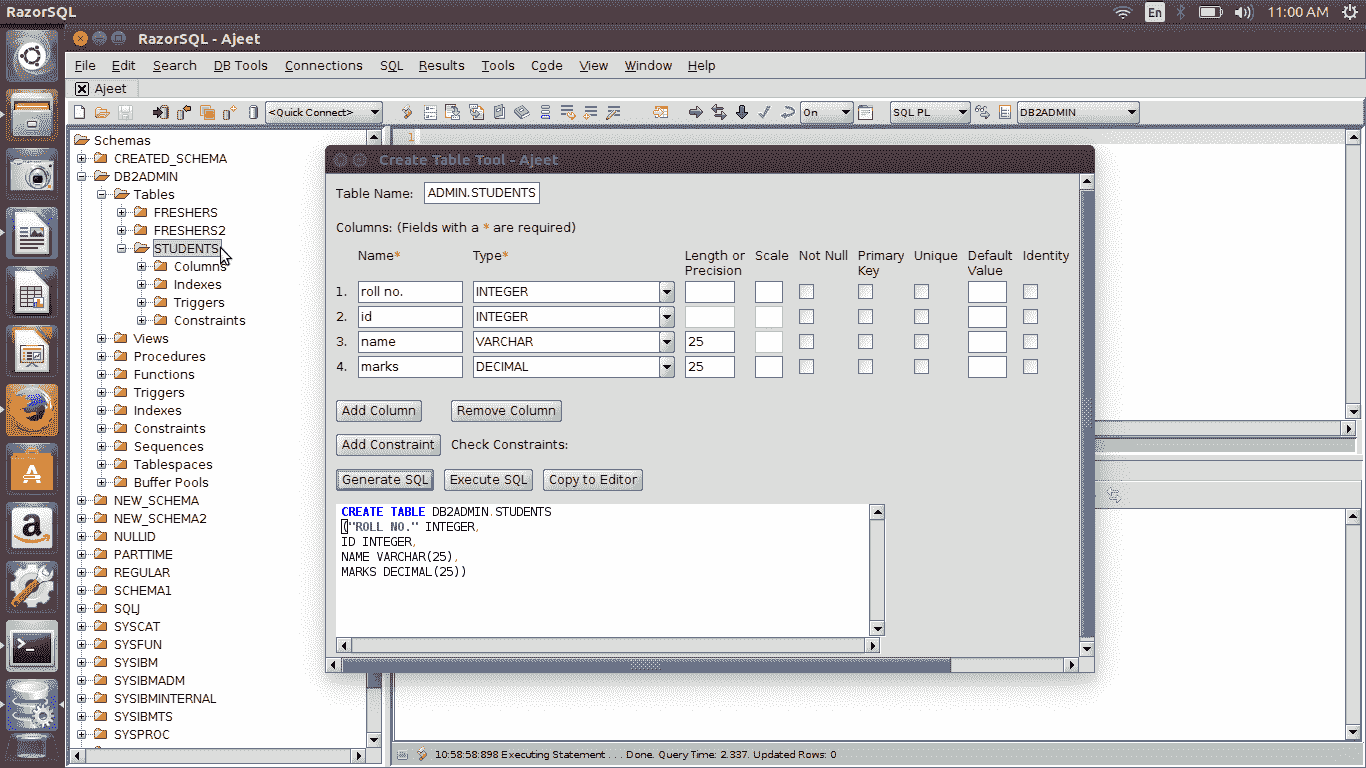 RazorSQL
En
11:00 AM
RazorSQL - Ajeet
File Edit Search DB Tools Connections SQL Results Tools Code View Window Help
Ajeet
<Quick Connect>
On
SQL PL
DB2ADMIN
Schemas
CREATED_SCHEMA
DB2ADMIN
Tables
FRESHERS
FRESHERS2
STUDENTS
Columns
Indexes
Triggers
Constraints
Views
Procedures
Functions
Triggers
Indexes
Constraints
Sequences
Tablespaces
Buffer Pools
NEW_SCHEMA
NEW_SCHEMA2
NULLID
PARTTIME
REGULAR
SCHEMA1
SQLJ
SYSCAT
SYSFUN
SYSIBM
SYSIBMADM
SYSIBMINTERNAL
SYSIBMTS
SYSPROC
1
Create Table Tool - Ajeet
Table Name: ADMIN.STUDENTS
Columns: (Fields with a * are required)
Name* Type* Length or Precision Scale Not Null Primary Key Unique Default Value Identity
1. roll no. INTEGER
2. id INTEGER
3. name VARCHAR 25
4. marks DECIMAL 25
Add Column Remove Column
Add Constraint Check Constraints:
Generate SQL Execute SQL Copy to Editor
CREATE TABLE DB2ADMIN.STUDENTS
("ROLL NO." INTEGER,
ID INTEGER,
NAME VARCHAR(25),
MARKS DECIMAL(25))
10:58:58:898 Executing Statement . . . Done. Query Time: 2.337. Updated Rows: 0